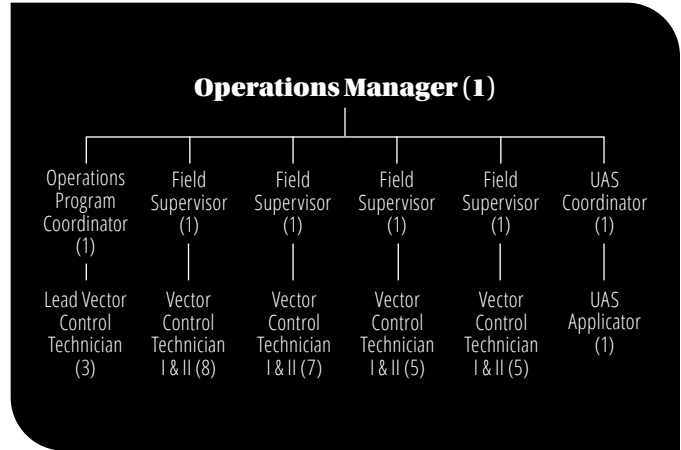 Operations Manager (1)
Operations
Program
Coordinator
(1)
Field
Supervisor
(1)
Field
Supervisor
(1)
Field
Supervisor
(1)
Field
Supervisor
(1)
UAS
Coordinator
(1)
Lead Vector
Control
Technician
(3)
Vector
Control
Technician
I & II (8)
Vector
Control
Technician
I & II (7)
Vector
Control
Technician
I & II (5)
Vector
Control
Technician
I & II (5)
UAS
Applicator
(1)